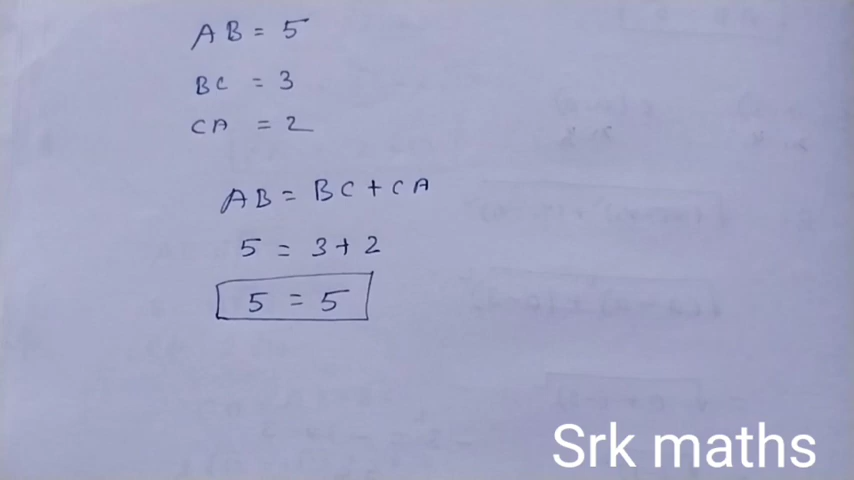 AB = 5
BC = 3
CA = 2
AB = BC + CA
5 = 3 + 2
5 = 5
Srk maths